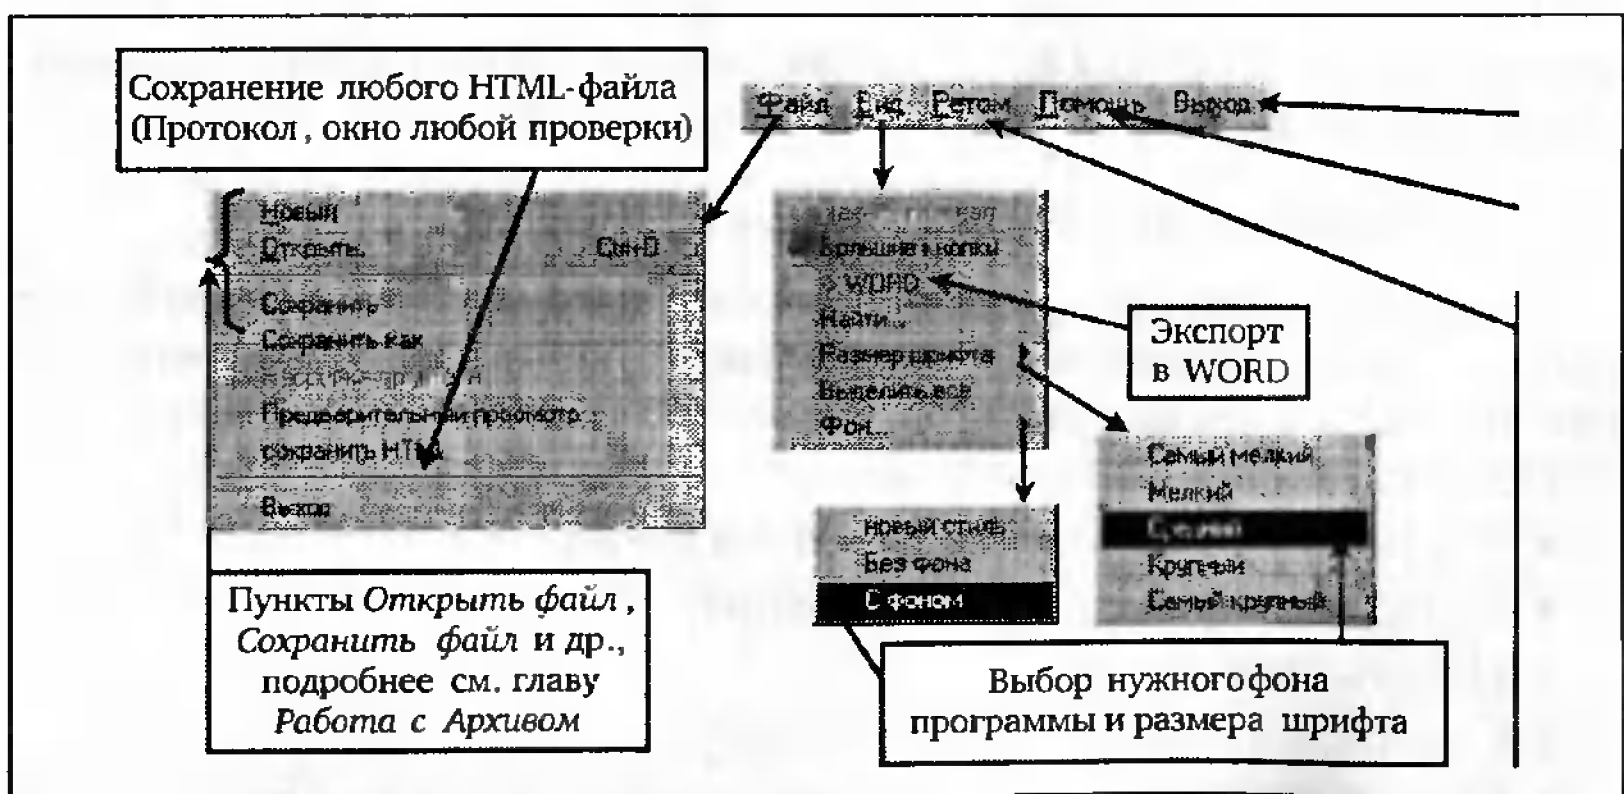 Сохранение любого HTML-файла
(Протокол, окно любой проверки)
Файл Вид Ретом Помощь Выход
Новый
Открыть
Сохранить
Сохранить как
Предварительный просмотр
сохранить HTML
Выход
Большие кнопки
> WORD
Найти...
Размер шрифта
Выделить все
Фон...
Экспорт
в WORD
Самый мелкий
Мелкий
Средний
Крупный
Самый крупный
новый стиль
Без фона
С фоном
Пункты Открыть файл,
Сохранить файл и др.,
подробнее см. главу
Работа с Архивом
Выбор нужного фона
программы и размера шрифта